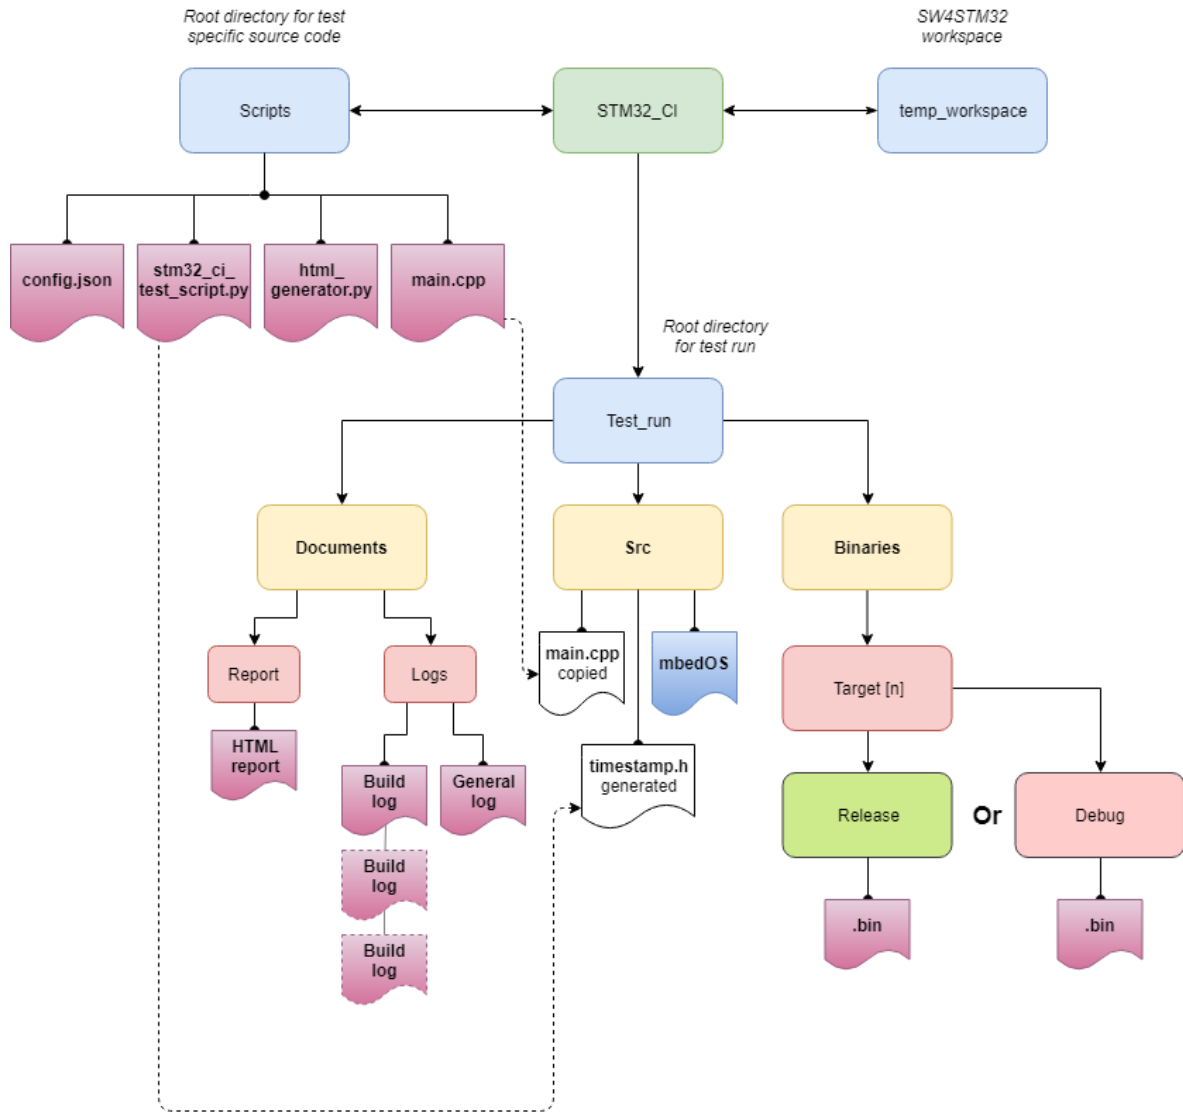 Root directory for test
specific source code
SW4STM32
workspace
Scripts
STM32_CI
temp_workspace
config.json
stm32_ci_
test_script.py
html_
generator.py
main.cpp
Root directory
for test run
Test_run
Documents
Src
Binaries
Report
Logs
main.cpp
copied
mbedOS
Target [n]
HTML
report
Build
log
General
log
timestamp.h
generated
Release
Or
Debug
Build
log
.bin
.bin
Build
log